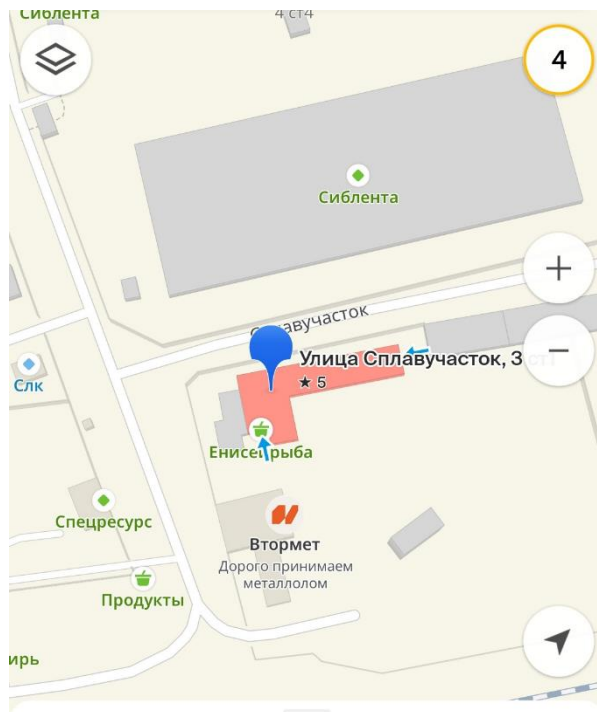 Сиблента
4 ст4
4
Сиблента
Сплавучасток
Улица Сплавучасток, 3 ст1
★ 5
Слк
Енисейрыба
Спецресурс
Втормет
Дорого принимаем
металлолом
Продукты
ирь